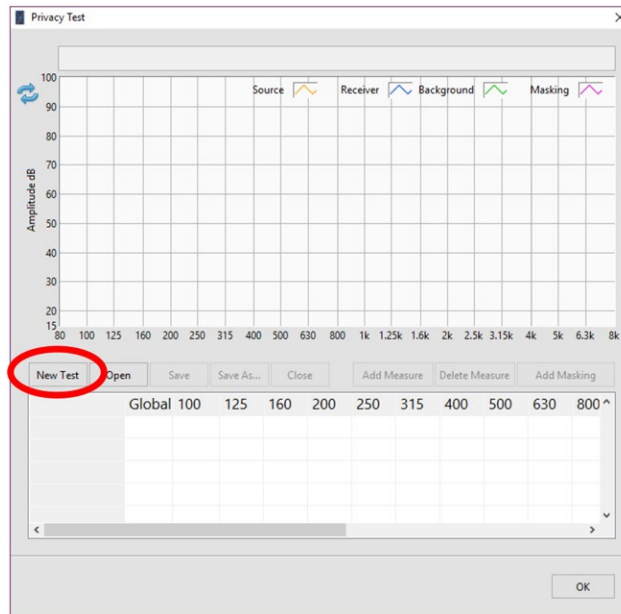 Privacy Test
Source Receiver Background Masking
100
90
80
70
60
50
40
30
20
15
Amplitude dB
80 100 125 160 200 250 315 400 500 630 800 1k 1.25k 1.6k 2k 2.5k 3.15k 4k 5k 6.3k 8k
New Test Open Save Save As... Close Add Measure Delete Measure Add Masking
Global 100 125 160 200 250 315 400 500 630 800
OK